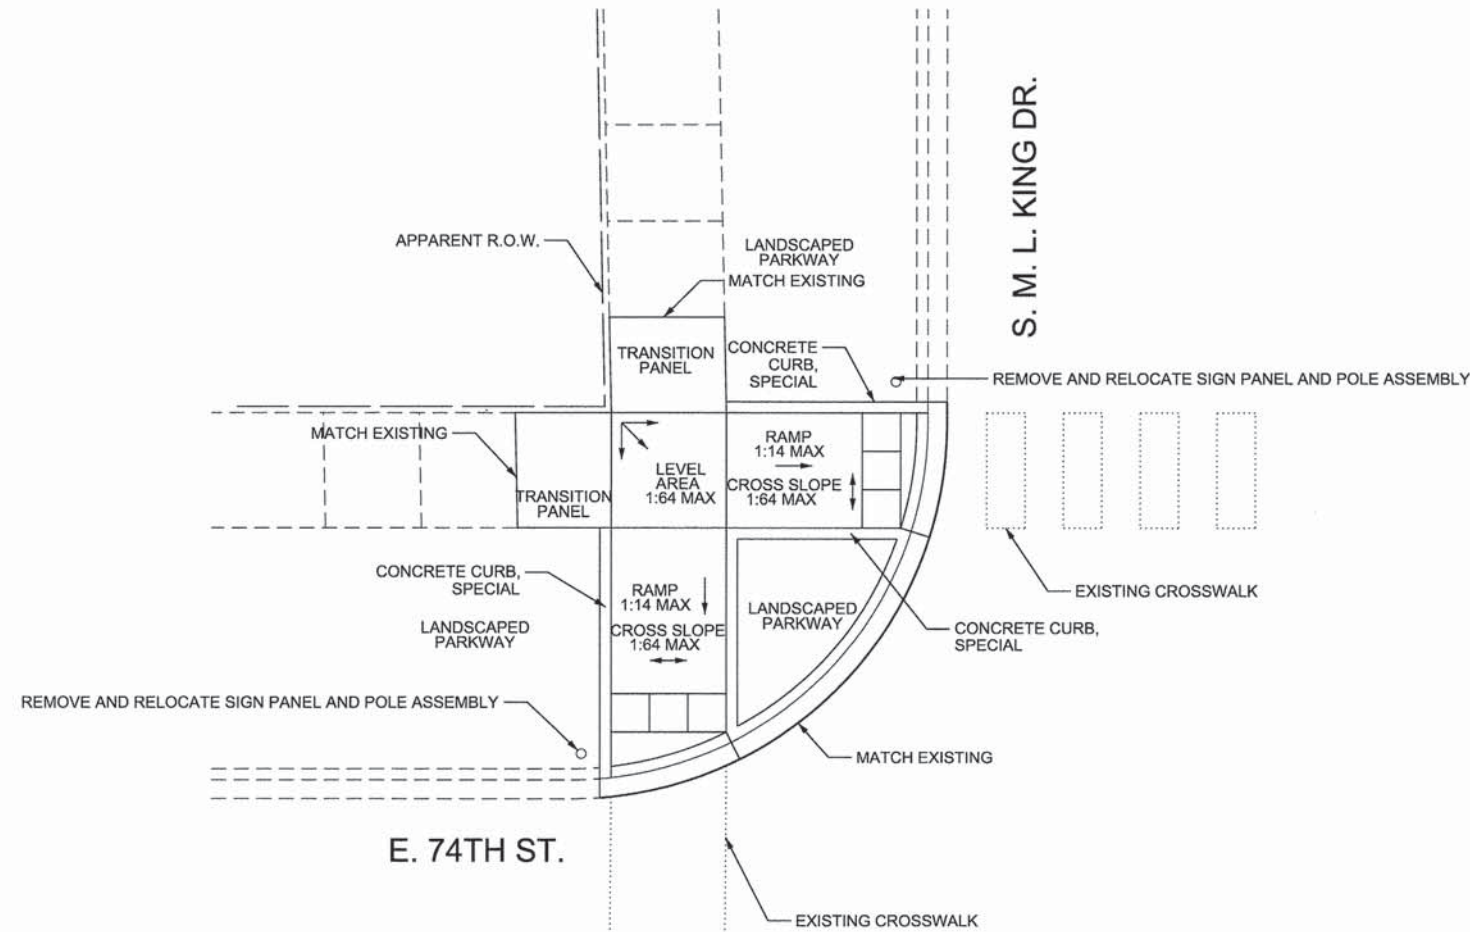 S. M. L. KING DR.
APPARENT R.O.W.
LANDSCAPED
PARKWAY
MATCH EXISTING
TRANSITION
PANEL
CONCRETE
CURB,
SPECIAL
REMOVE AND RELOCATE SIGN PANEL AND POLE ASSEMBLY
MATCH EXISTING
TRANSITION
PANEL
LEVEL
AREA
1:64 MAX
RAMP
1:14 MAX
CROSS SLOPE
1:64 MAX
CONCRETE CURB,
SPECIAL
LANDSCAPED
PARKWAY
RAMP
1:14 MAX
CROSS SLOPE
1:64 MAX
LANDSCAPED
PARKWAY
EXISTING CROSSWALK
CONCRETE CURB,
SPECIAL
REMOVE AND RELOCATE SIGN PANEL AND POLE ASSEMBLY
MATCH EXISTING
E. 74TH ST.
EXISTING CROSSWALK